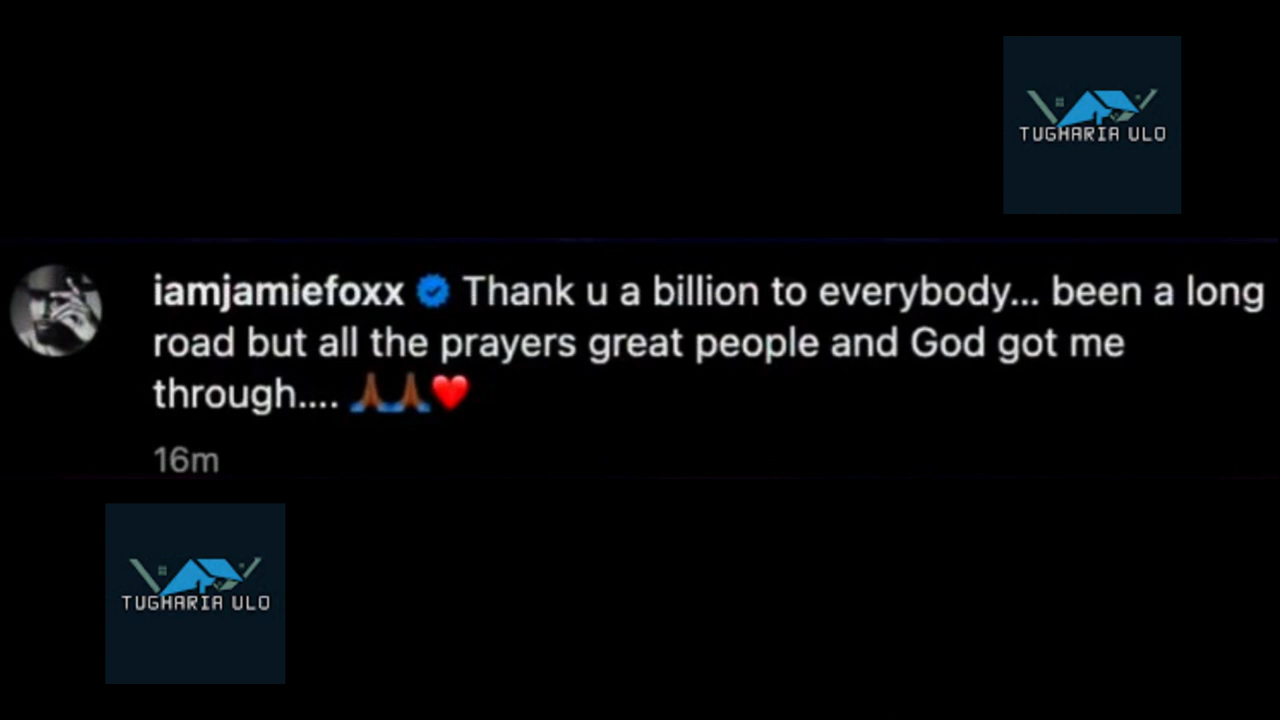 TUGHARIA ULO
iamjamiefoxx Thank u a billion to everybody... been a long
road but all the prayers great people and God got me
through.... 🙏🏾🙏🏾❤️
16m
TUGHARIA ULO